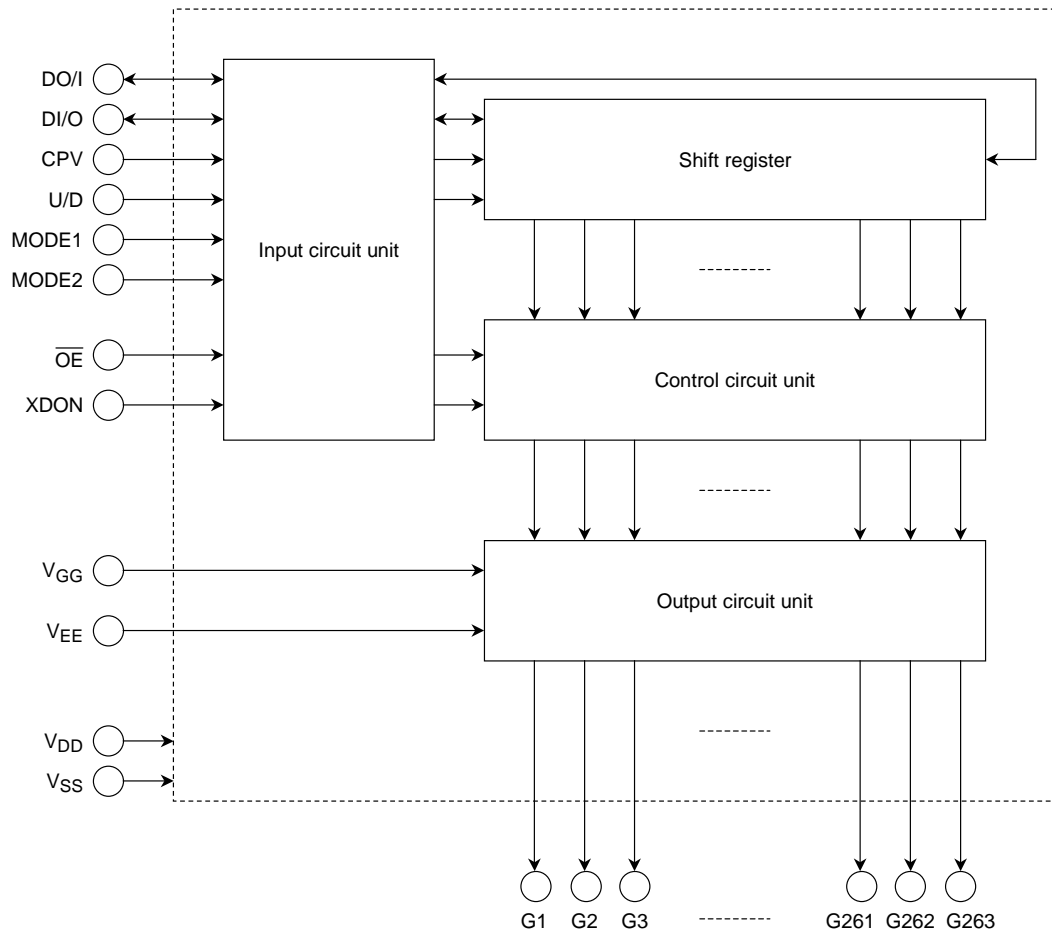 DO/I
DI/O
CPV
U/D
MODE1
MODE2
OE
XDON
Input circuit unit
Shift register
Control circuit unit
VGG
VEE
Output circuit unit
VDD
VSS
G1 G2 G3 G261 G262 G263